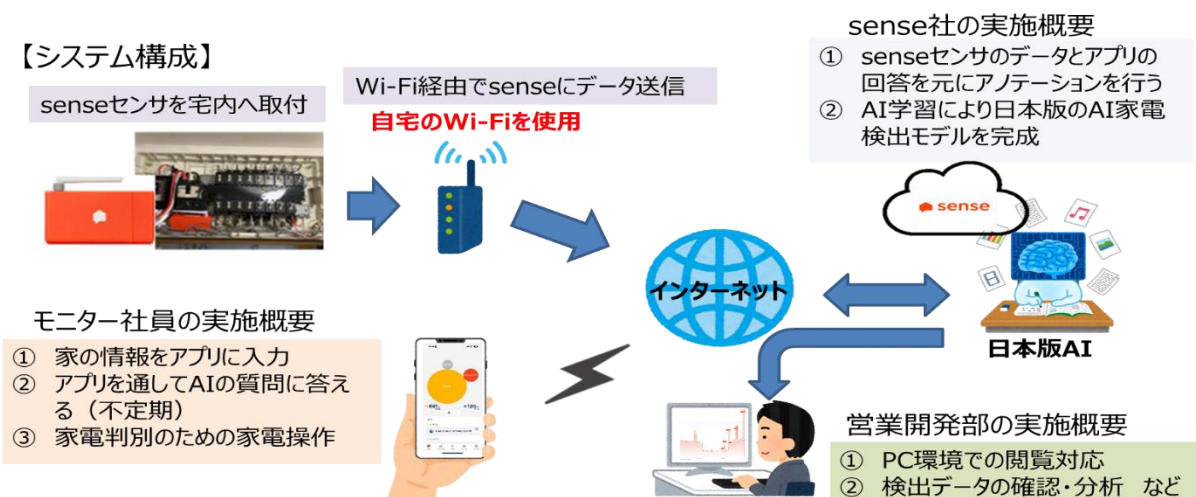 【システム構成】
senseセンサを宅内へ取付
Wi-Fi経由でsenseにデータ送信
自宅のWi-Fiを使用
sense社の実施概要
① senseセンサのデータとアプリの
回答を元にアノテーションを行う
② AI学習により日本版のAI家電
検出モデルを完成
sense
インターネット
日本版AI
モニター社員の実施概要
① 家の情報をアプリに入力
② アプリを通してAIの質問に答え
る（不定期）
③ 家電判別のための家電操作
営業開発部の実施概要
① PC環境での閲覧対応
② 検出データの確認・分析 など